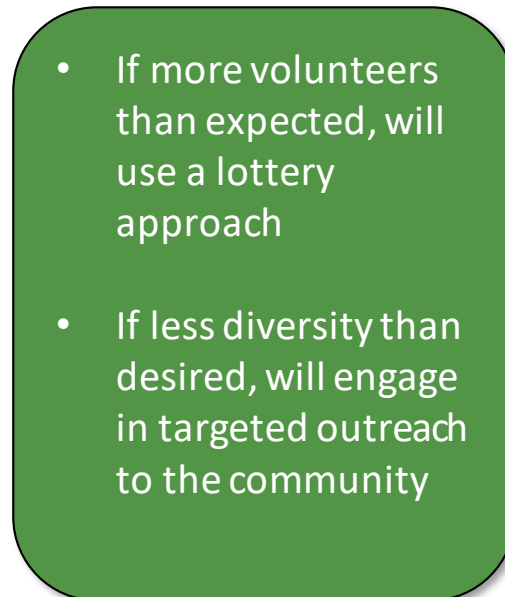 • If more volunteers
than expected, will
use a lottery
approach
• If less diversity than
desired, will engage
in targeted outreach
to the community